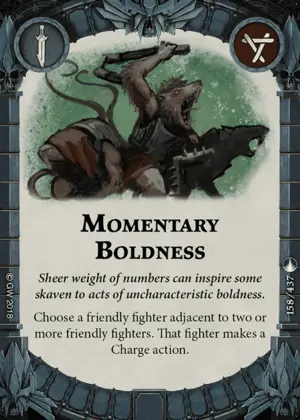 MOMENTARY
BOLDNESS
Sheer weight of numbers can inspire some
skaven to acts of uncharacteristic boldness.
Choose a friendly fighter adjacent to two or
more friendly fighters. That fighter makes a
Charge action.
© GW 2018
158/437